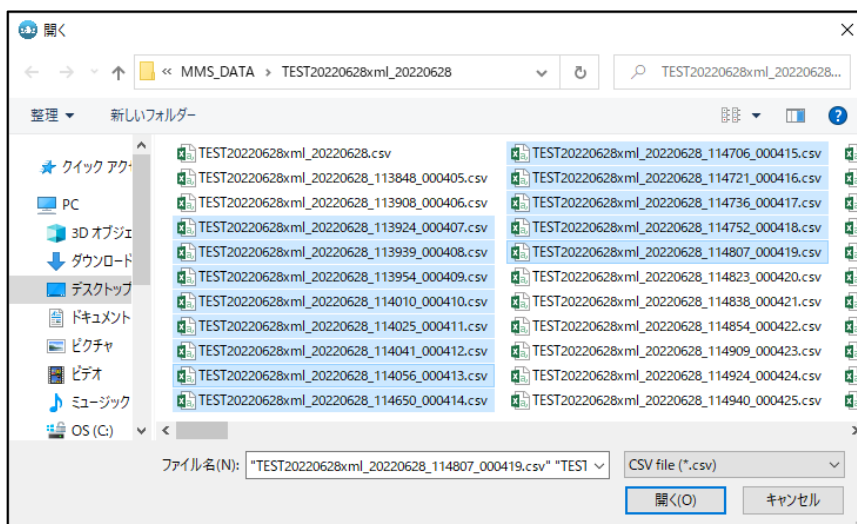 開く
« MMS_DATA > TEST20220628xml_20220628
TEST20220628xml_20220628...
整理 新しいフォルダー
クイック アクセ
PC
3D オブジェ
ダウンロード
デスクトップ
ドキュメント
ピクチャ
ビデオ
ミュージック
OS (C:)
TEST20220628xml_20220628.csv
TEST20220628xml_20220628_113848_000405.csv
TEST20220628xml_20220628_113908_000406.csv
TEST20220628xml_20220628_113924_000407.csv
TEST20220628xml_20220628_113939_000408.csv
TEST20220628xml_20220628_113954_000409.csv
TEST20220628xml_20220628_114010_000410.csv
TEST20220628xml_20220628_114025_000411.csv
TEST20220628xml_20220628_114041_000412.csv
TEST20220628xml_20220628_114056_000413.csv
TEST20220628xml_20220628_114650_000414.csv
TEST20220628xml_20220628_114706_000415.csv
TEST20220628xml_20220628_114721_000416.csv
TEST20220628xml_20220628_114736_000417.csv
TEST20220628xml_20220628_114752_000418.csv
TEST20220628xml_20220628_114807_000419.csv
TEST20220628xml_20220628_114823_000420.csv
TEST20220628xml_20220628_114838_000421.csv
TEST20220628xml_20220628_114854_000422.csv
TEST20220628xml_20220628_114909_000423.csv
TEST20220628xml_20220628_114924_000424.csv
TEST20220628xml_20220628_114940_000425.csv
ファイル名(N): "TEST20220628xml_20220628_114807_000419.csv" "TEST
CSV file (*.csv)
開く(O) キャンセル